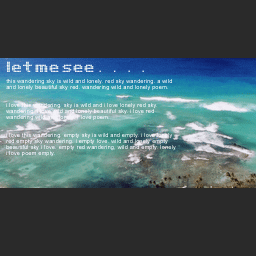 let me see. . . .
this wandering sky is wild and lonely. red sky wandering. a wild
and lonely beautiful sky red. wandering wild and lonely poem.
i love this wandering. sky is wild and i love lonely red sky
wandering. i love wild and lonely beautiful sky. i love red
wandering wild and lonely. i love poem.
i love this wandering. empty sky is wild and empty. i love lonely
red empty sky wandering. i empty love. wild and lonely empty
beautiful sky i love. empty red wandering. wild and empty. lonely
i love poem empty.